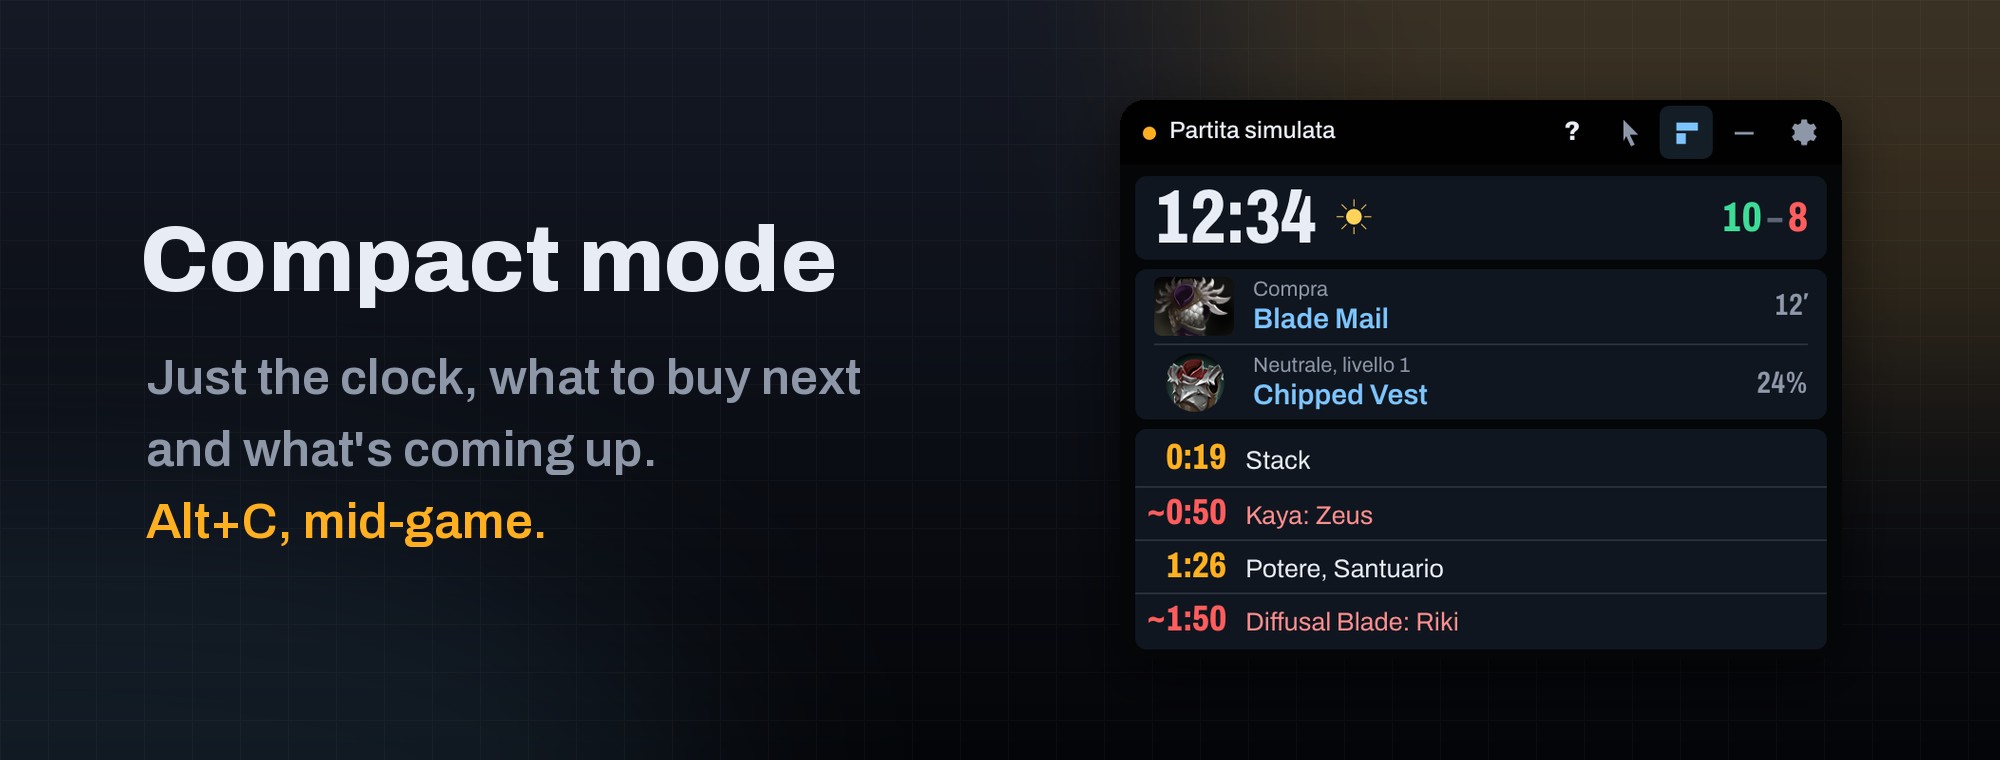 Compact mode
Just the clock, what to buy next
and what's coming up.
Alt+C, mid-game.
Partita simulata
?
12:34
10–8
Compra
Blade Mail
12′
Neutrale, livello 1
Chipped Vest
24%
0:19 Stack
~0:50 Kaya: Zeus
1:26 Potere, Santuario
~1:50 Diffusal Blade: Riki